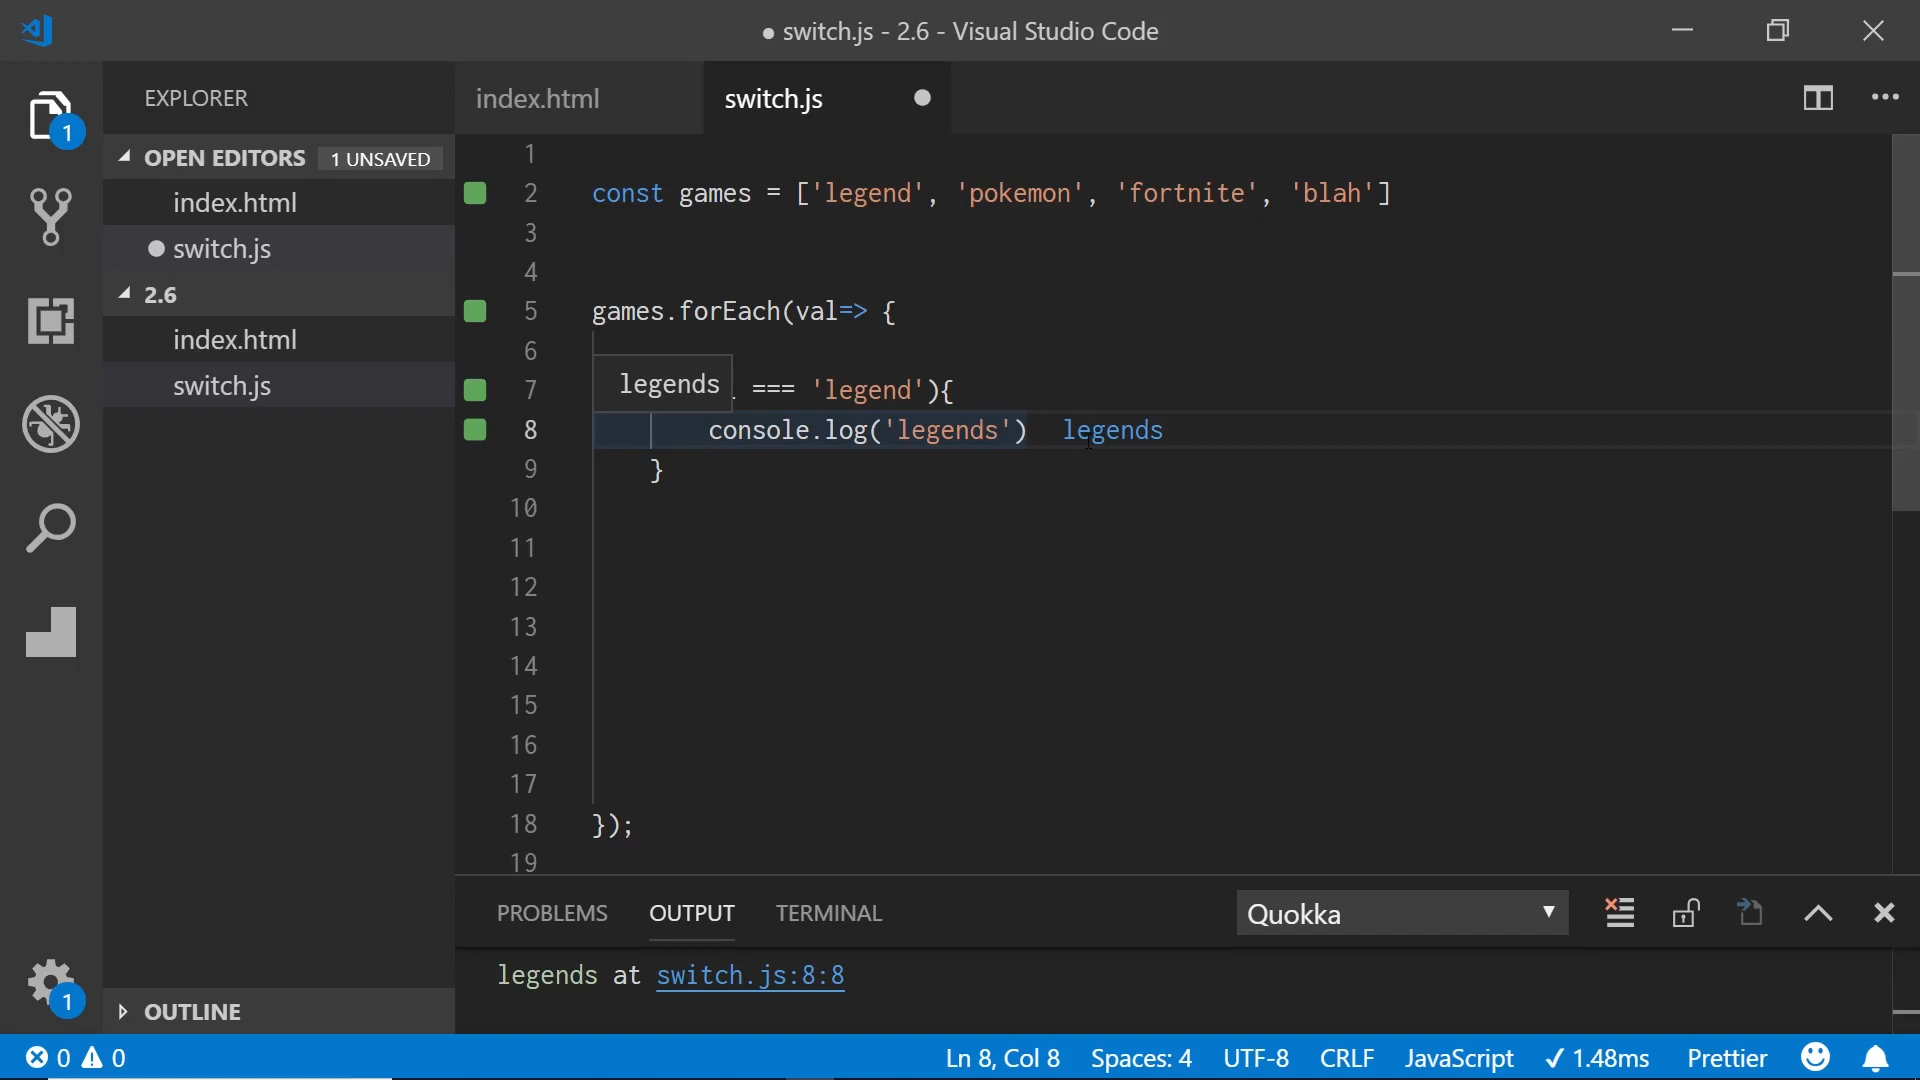 switch.js - 2.6 - Visual Studio Code
EXPLORER
OPEN EDITORS 1 UNSAVED
index.html
switch.js
2.6
index.html
switch.js
OUTLINE
1
1
index.html switch.js
1
2 const games = ['legend', 'pokemon', 'fortnite', 'blah']
3
4
5 games.forEach(val=> {
6
legends
7 === 'legend'){
8 console.log('legends') legends
9 }
10
11
12
13
14
15
16
17
18 });
19
PROBLEMS OUTPUT TERMINAL Quokka
legends at switch.js:8:8
0 0 Ln 8, Col 8 Spaces: 4 UTF-8 CRLF JavaScript ✓ 1.48ms Prettier